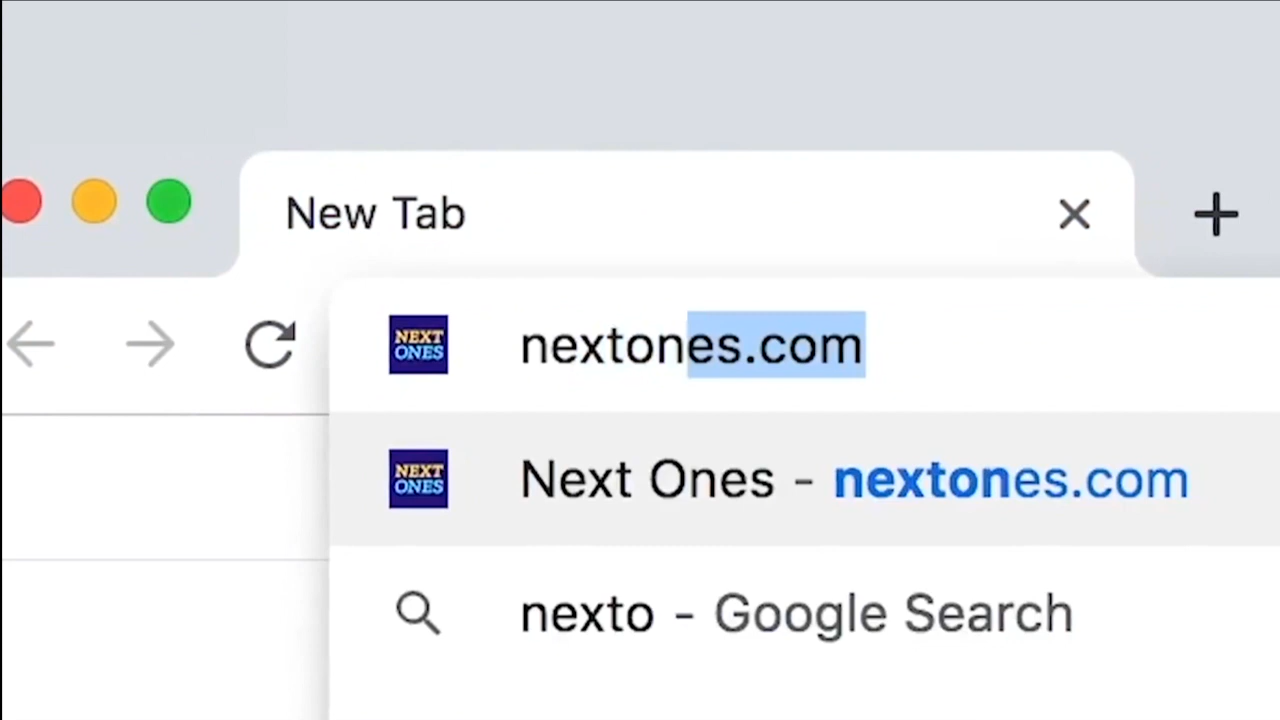 New Tab
NEXT
ONES
nextones.com
NEXT
ONES
Next Ones - nextones.com
nexto - Google Search